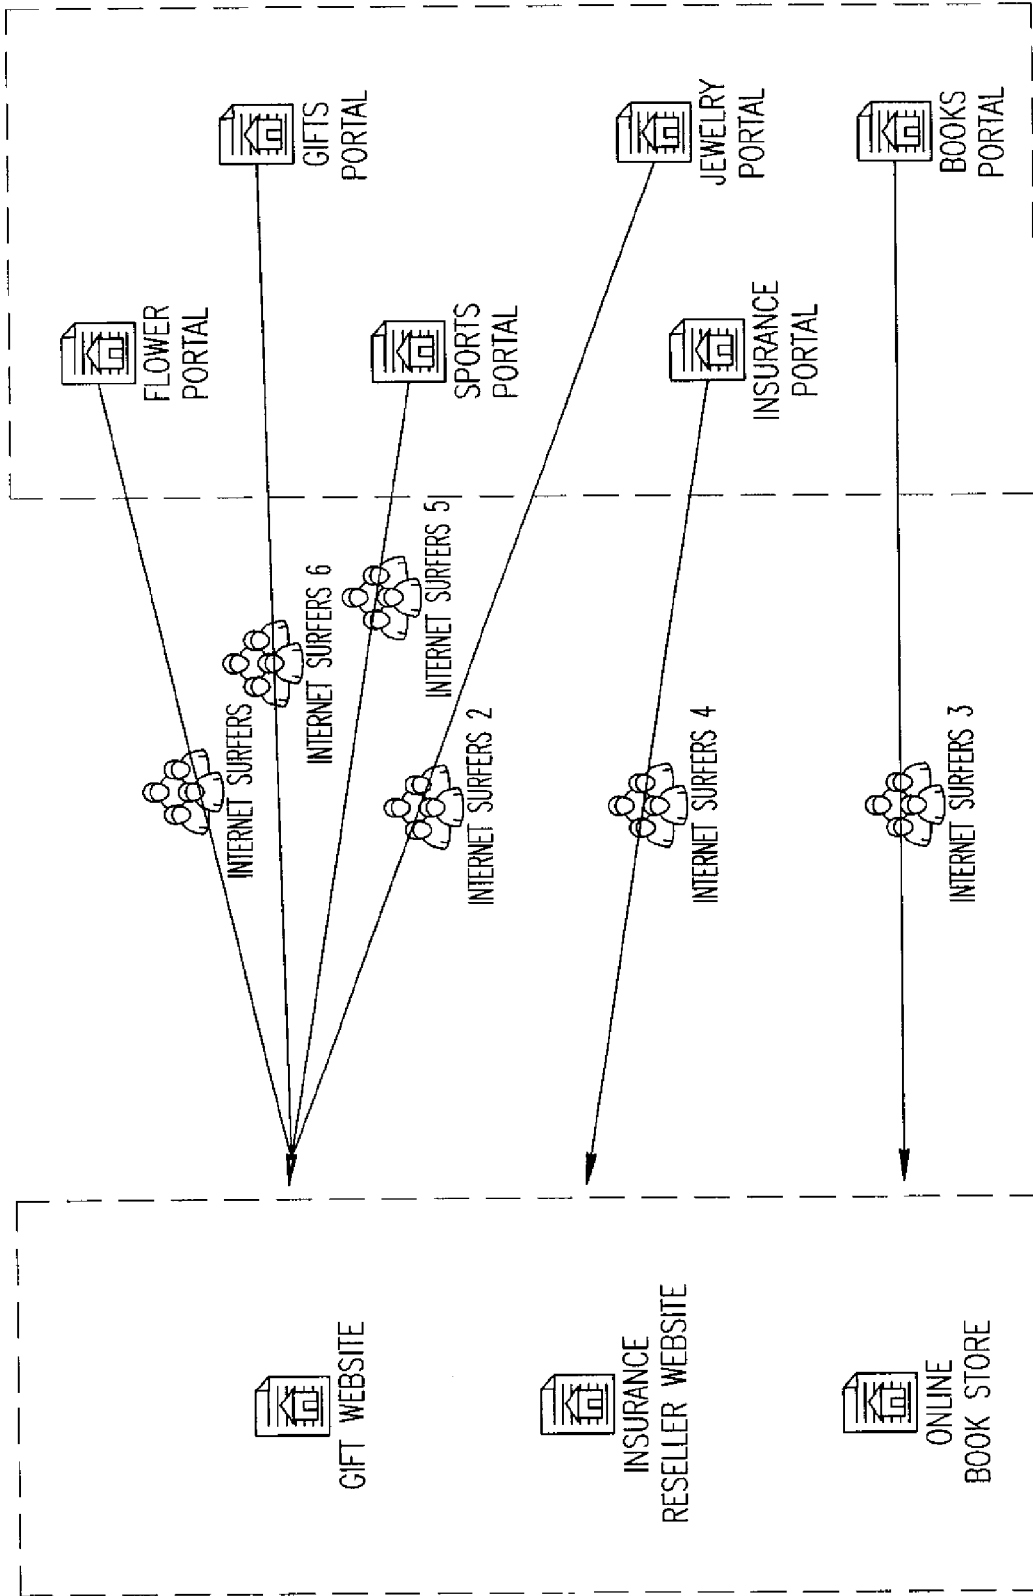 FLOWER
PORTAL
GIFTS
PORTAL
SPORTS
PORTAL
JEWELRY
PORTAL
INSURANCE
PORTAL
BOOKS
PORTAL
INTERNET SURFERS
INTERNET SURFERS 6
INTERNET SURFERS 5
INTERNET SURFERS 2
INTERNET SURFERS 4
INTERNET SURFERS 3
GIFT WEBSITE
INSURANCE
RESELLER WEBSITE
ONLINE
BOOK STORE